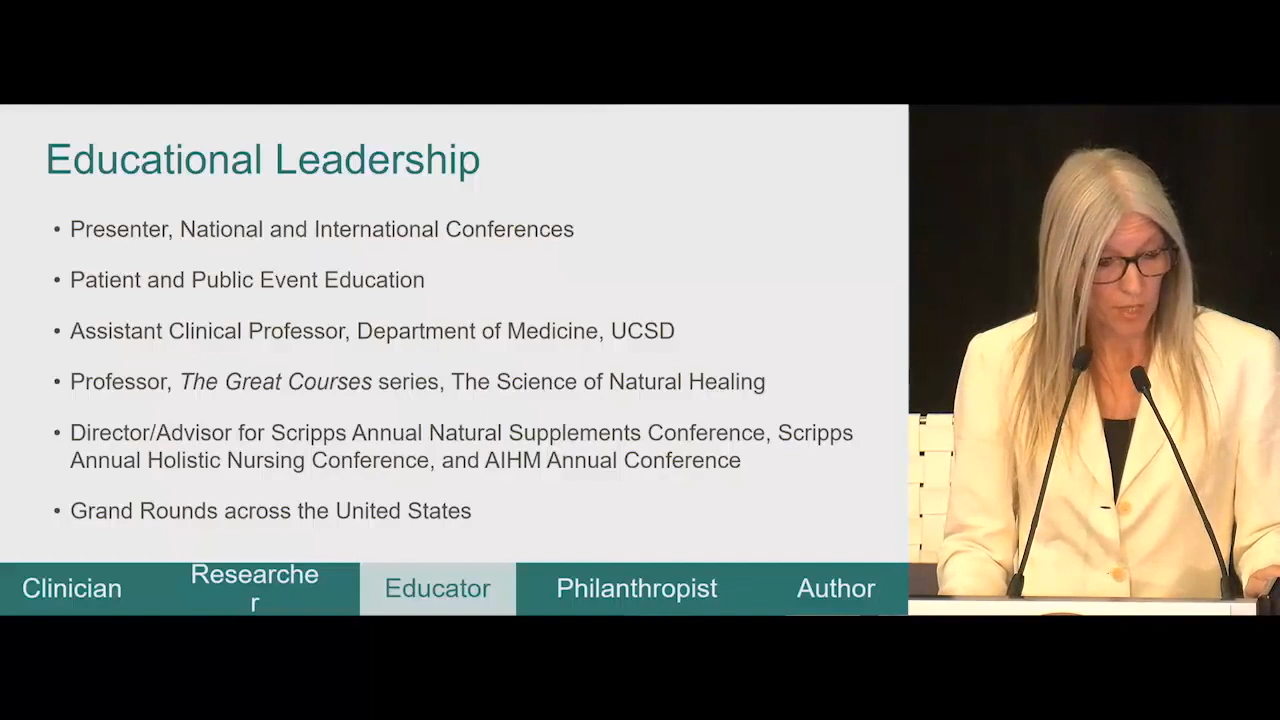 Educational Leadership
• Presenter, National and International Conferences
• Patient and Public Event Education
• Assistant Clinical Professor, Department of Medicine, UCSD
• Professor, The Great Courses series, The Science of Natural Healing
• Director/Advisor for Scripps Annual Natural Supplements Conference, Scripps
Annual Holistic Nursing Conference, and AIHM Annual Conference
• Grand Rounds across the United States
Clinician
Researche
r
Educator
Philanthropist
Author